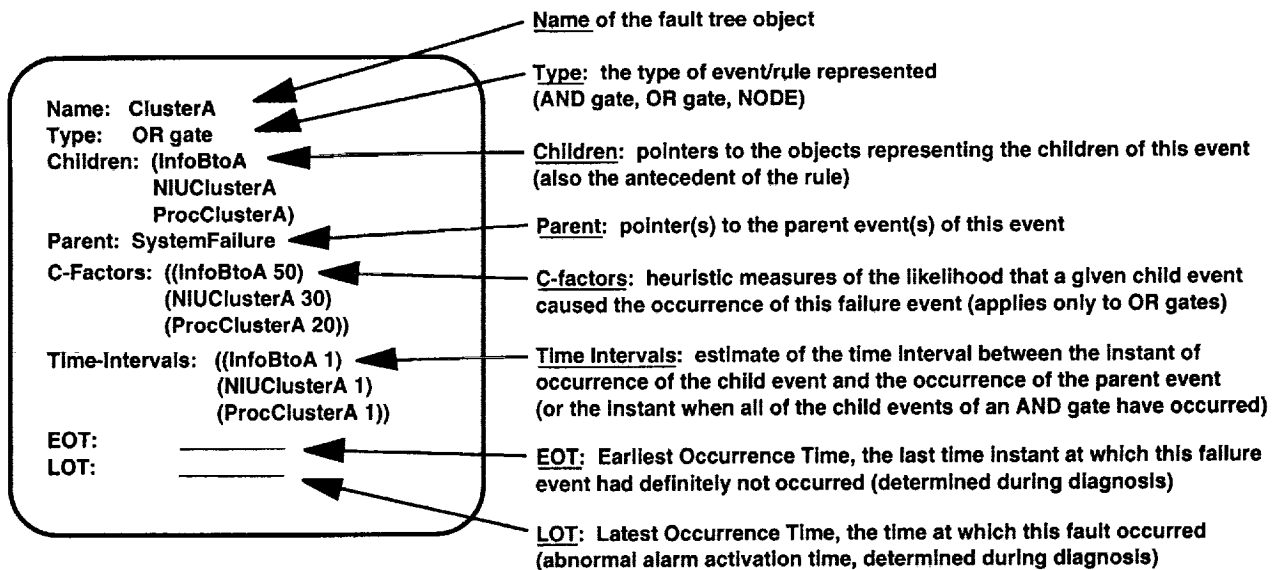 Name: ClusterA
Type: OR gate
Children: (InfoBtoA
NIUClusterA
ProcClusterA)
Parent: SystemFailure
C-Factors: ((InfoBtoA 50)
(NIUClusterA 30)
(ProcClusterA 20))
Time-Intervals: ((InfoBtoA 1)
(NIUClusterA 1)
(ProcClusterA 1))
EOT:
LOT:
Name of the fault tree object
Type: the type of event/rule represented
(AND gate, OR gate, NODE)
Children: pointers to the objects representing the children of this event
(also the antecedent of the rule)
Parent: pointer(s) to the parent event(s) of this event
C-factors: heuristic measures of the likelihood that a given child event
caused the occurrence of this failure event (applies only to OR gates)
Time Intervals: estimate of the time interval between the instant of
occurrence of the child event and the occurrence of the parent event
(or the instant when all of the child events of an AND gate have occurred)
EOT: Earliest Occurrence Time, the last time instant at which this failure
event had definitely not occurred (determined during diagnosis)
LOT: Latest Occurrence Time, the time at which this fault occurred
(abnormal alarm activation time, determined during diagnosis)